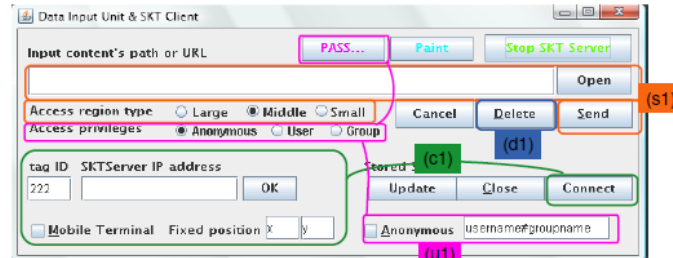 Data Input Unit & SKT Client
Input content's path or URL PASS... Paint Stop SKT Server
Open
(s1)
Access region type Large Middle Small Cancel Delete Send
Access privileges Anonymous User Group
(d1)
(c1)
tag ID SKTServer IP address Stored S
222 OK Update Close Connect
Mobile Terminal Fixed position X y Anonymous username#groupname
(u1)